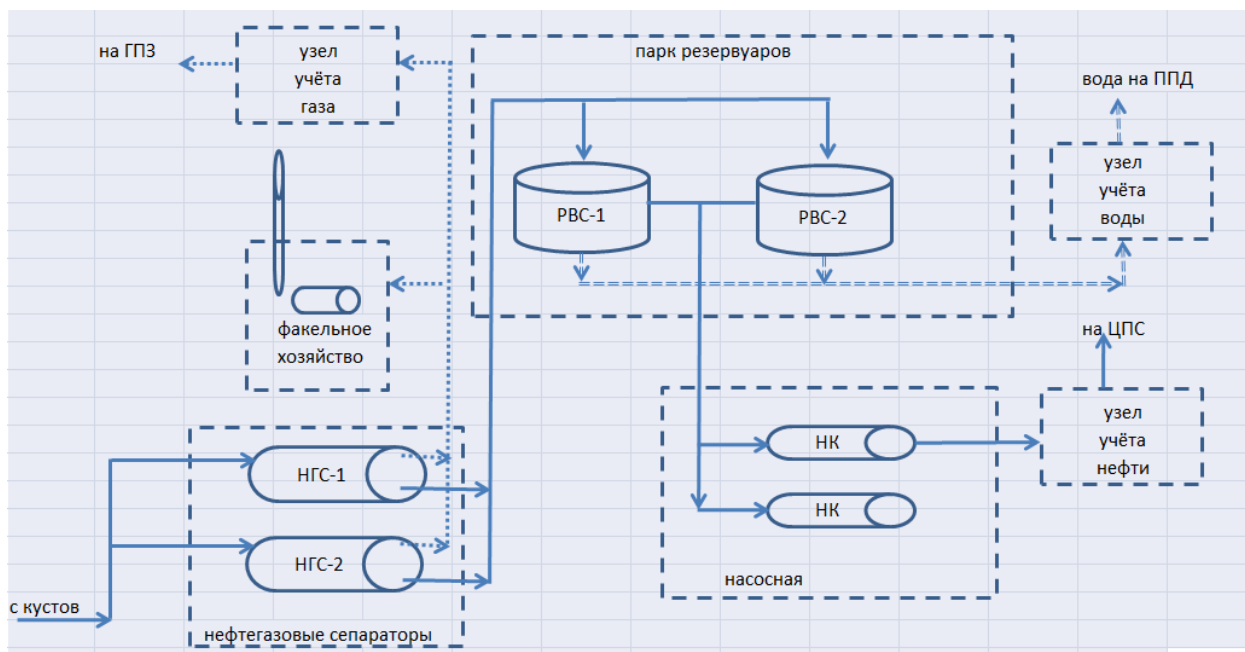 на ГПЗ
узел
учёта
газа
парк резервуаров
вода на ППД
узел
учёта
воды
РВС-1
РВС-2
факельное
хозяйство
на ЦПС
узел
учёта
нефти
НК
НК
насосная
НГС-1
НГС-2
с кустов
нефтегазовые сепараторы